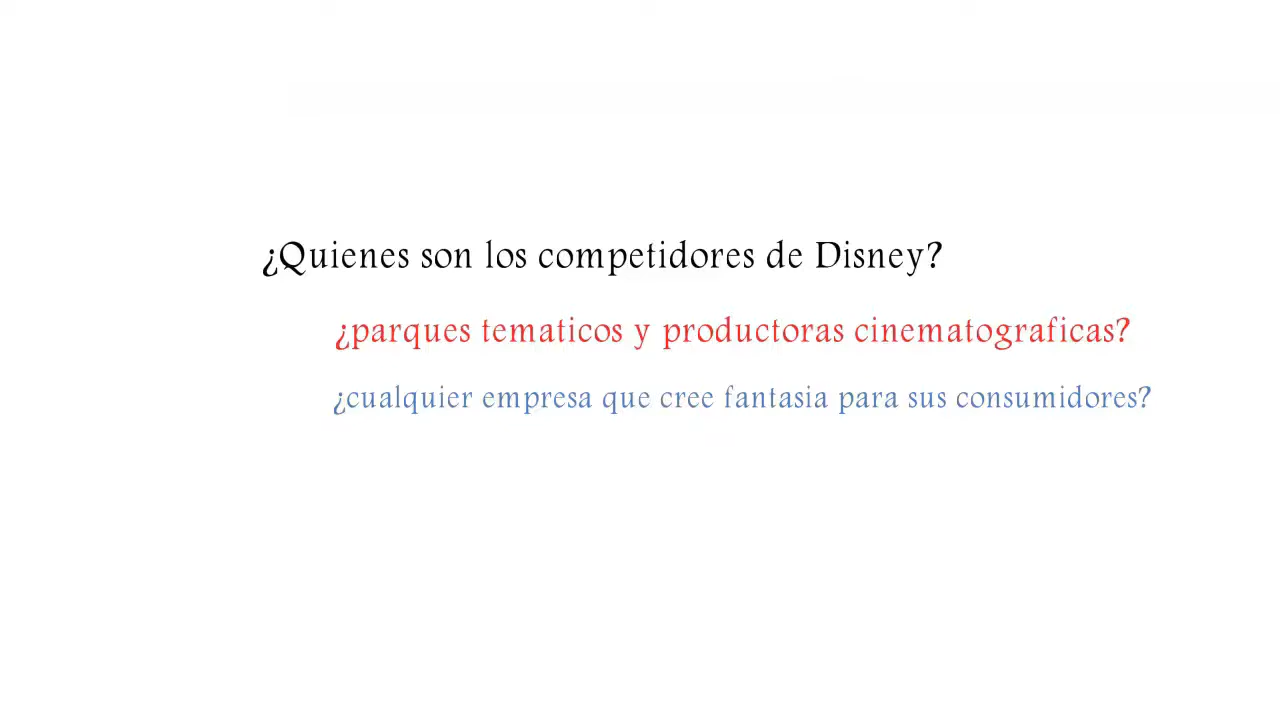 ¿Quienes son los competidores de Disney?
¿parques tematicos y productoras cinematograficas?
¿cualquier empresa que cree fantasia para sus consumidores?